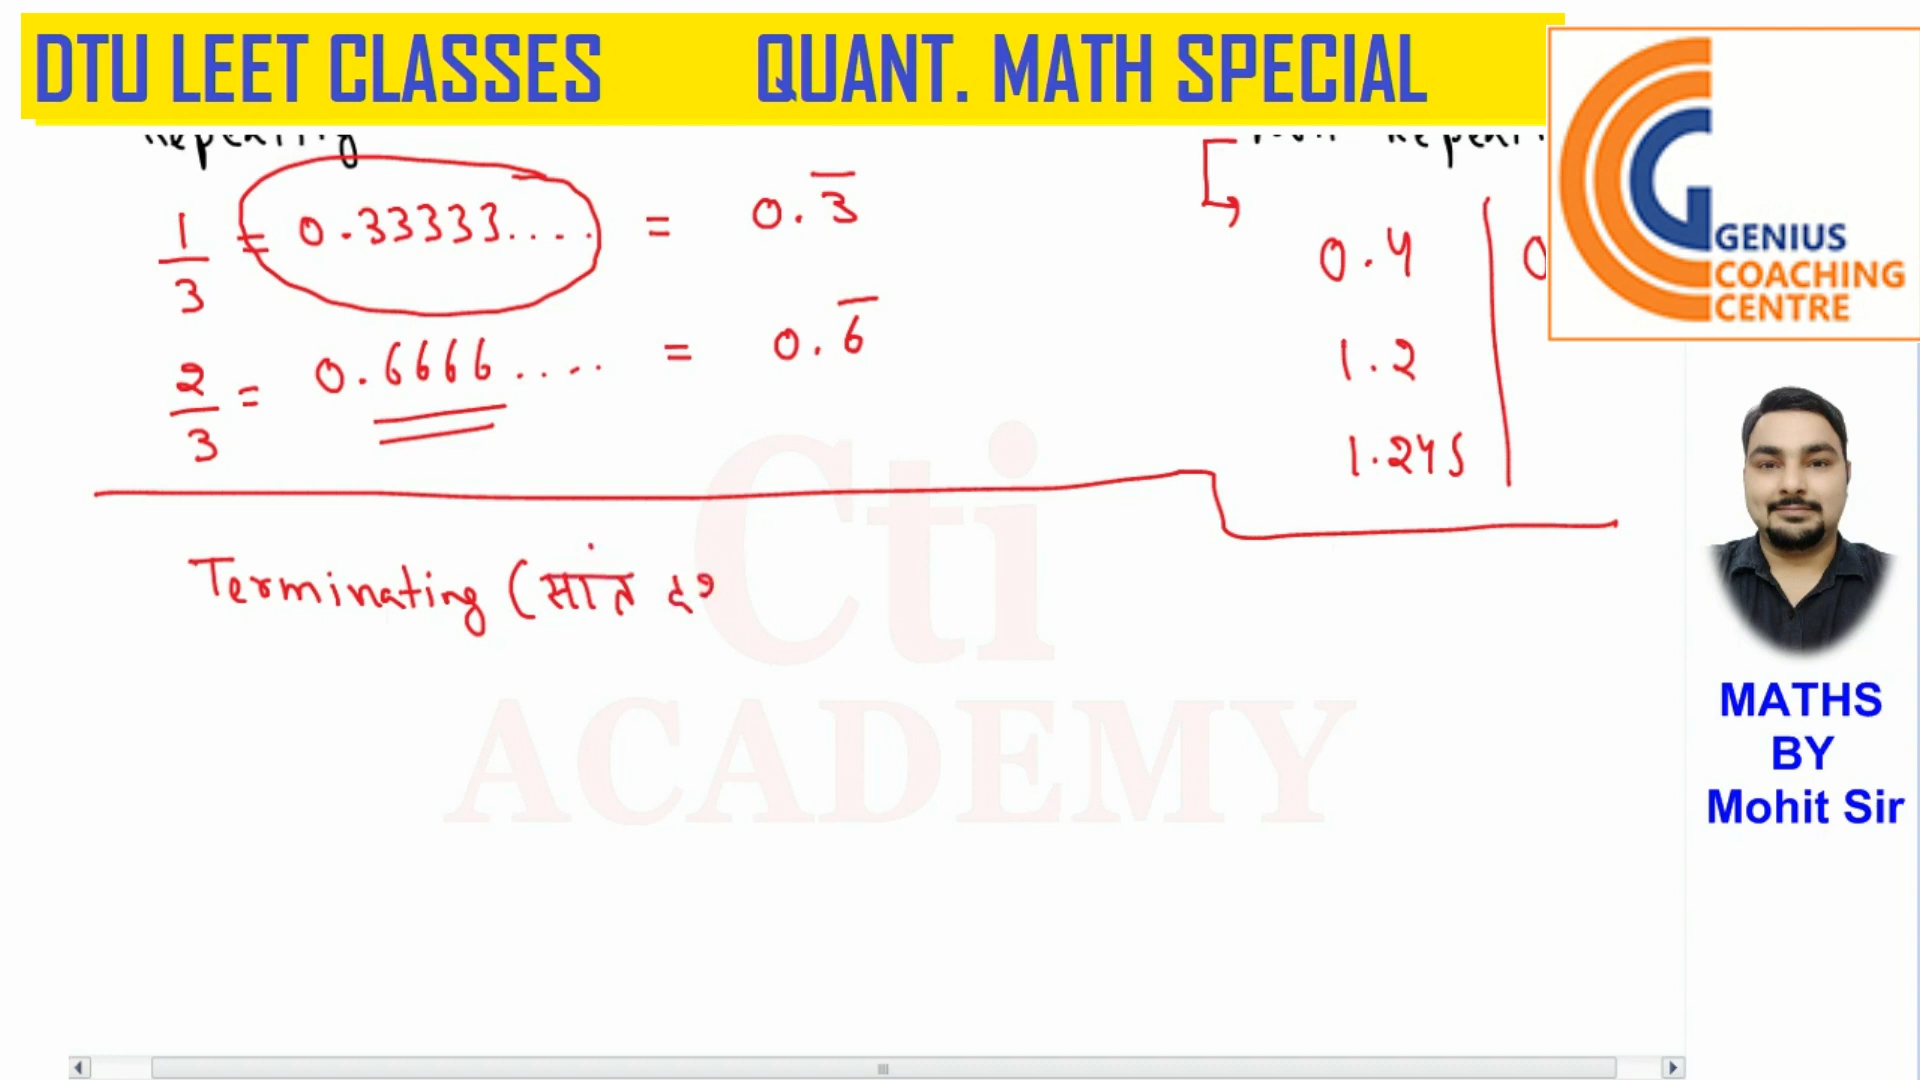 DTU LEET CLASSES QUANT. MATH SPECIAL
GENIUS
COACHING
CENTRE
Repeating
1/3 = 0.33333.... = 0.3̅
2/3 = 0.6666.... = 0.6̅
0.4
1.2
1.245
Terminating (सांत
Cti
ACADEMY
MATHS
BY
Mohit Sir